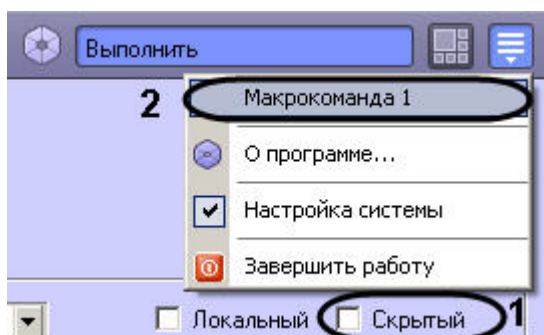 Выполнить
2 Макрокоманда 1
О программе...
Настройка системы
Завершить работу
Локальный Скрытый 1